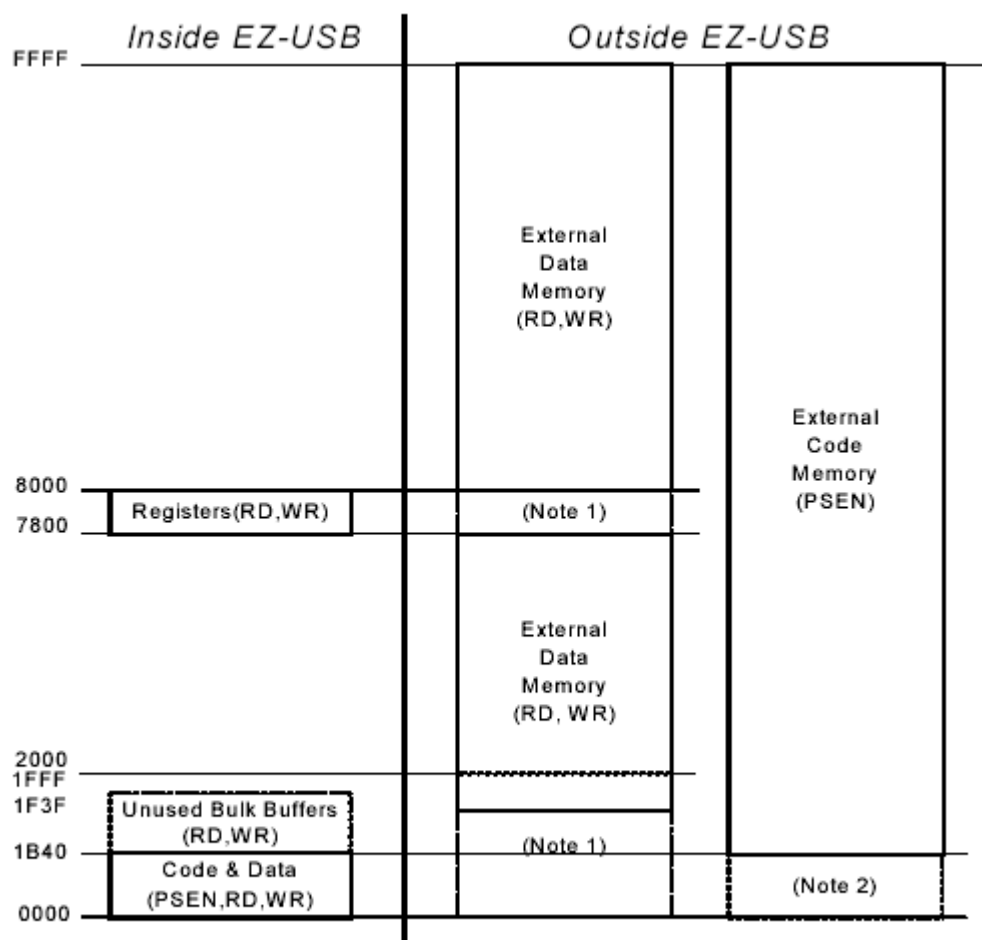 Inside EZ-USB
Outside EZ-USB
FFFF
External
Data
Memory
(RD,WR)
External
Code
Memory
(PSEN)
8000
Registers(RD,WR)
(Note 1)
7800
External
Data
Memory
(RD, WR)
2000
1FFF
1F3F
Unused Bulk Buffers
(RD,WR)
(Note 1)
1B40
Code & Data
(PSEN,RD,WR)
(Note 2)
0000